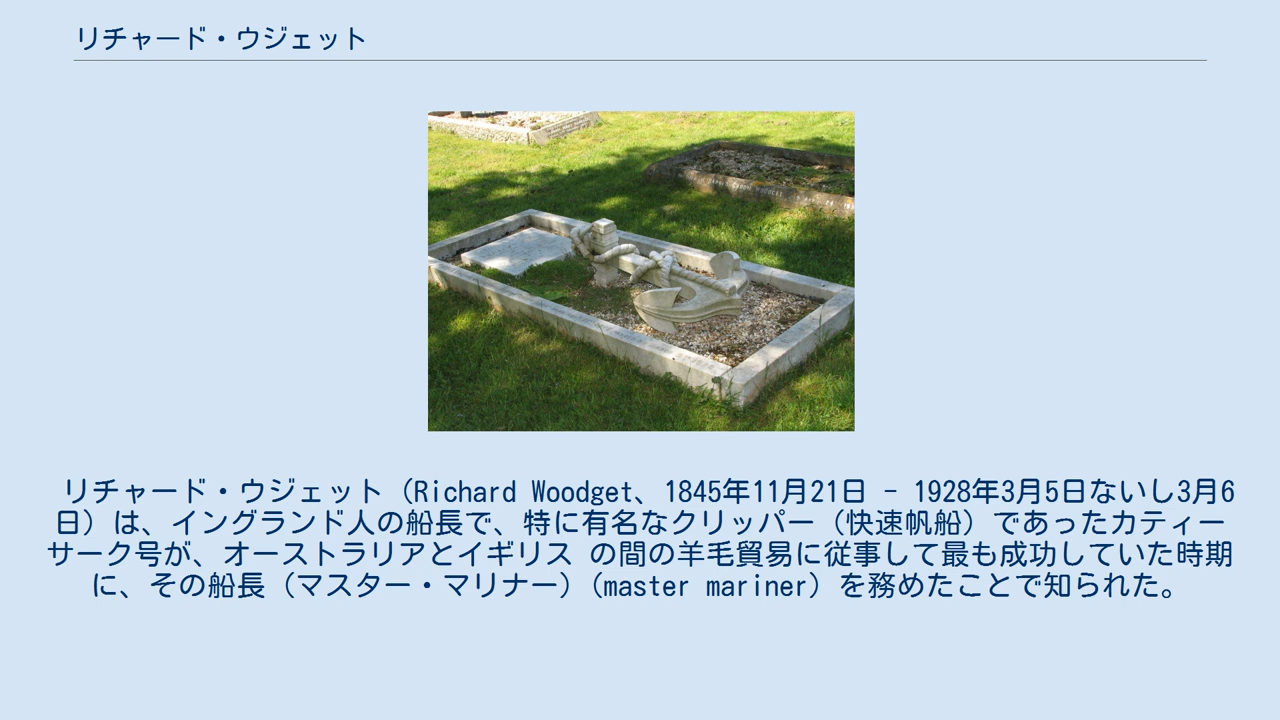 リチャード・ウジェット
リチャード・ウジェット（Richard Woodget、1845年11月21日 - 1928年3月5日ないし3月6
日）は、イングランド人の船長で、特に有名なクリッパー（快速帆船）であったカティー
サーク号が、オーストラリアとイギリス の間の羊毛貿易に従事して最も成功していた時期
に、その船長（マスター・マリナー）（master mariner）を務めたことで知られた。